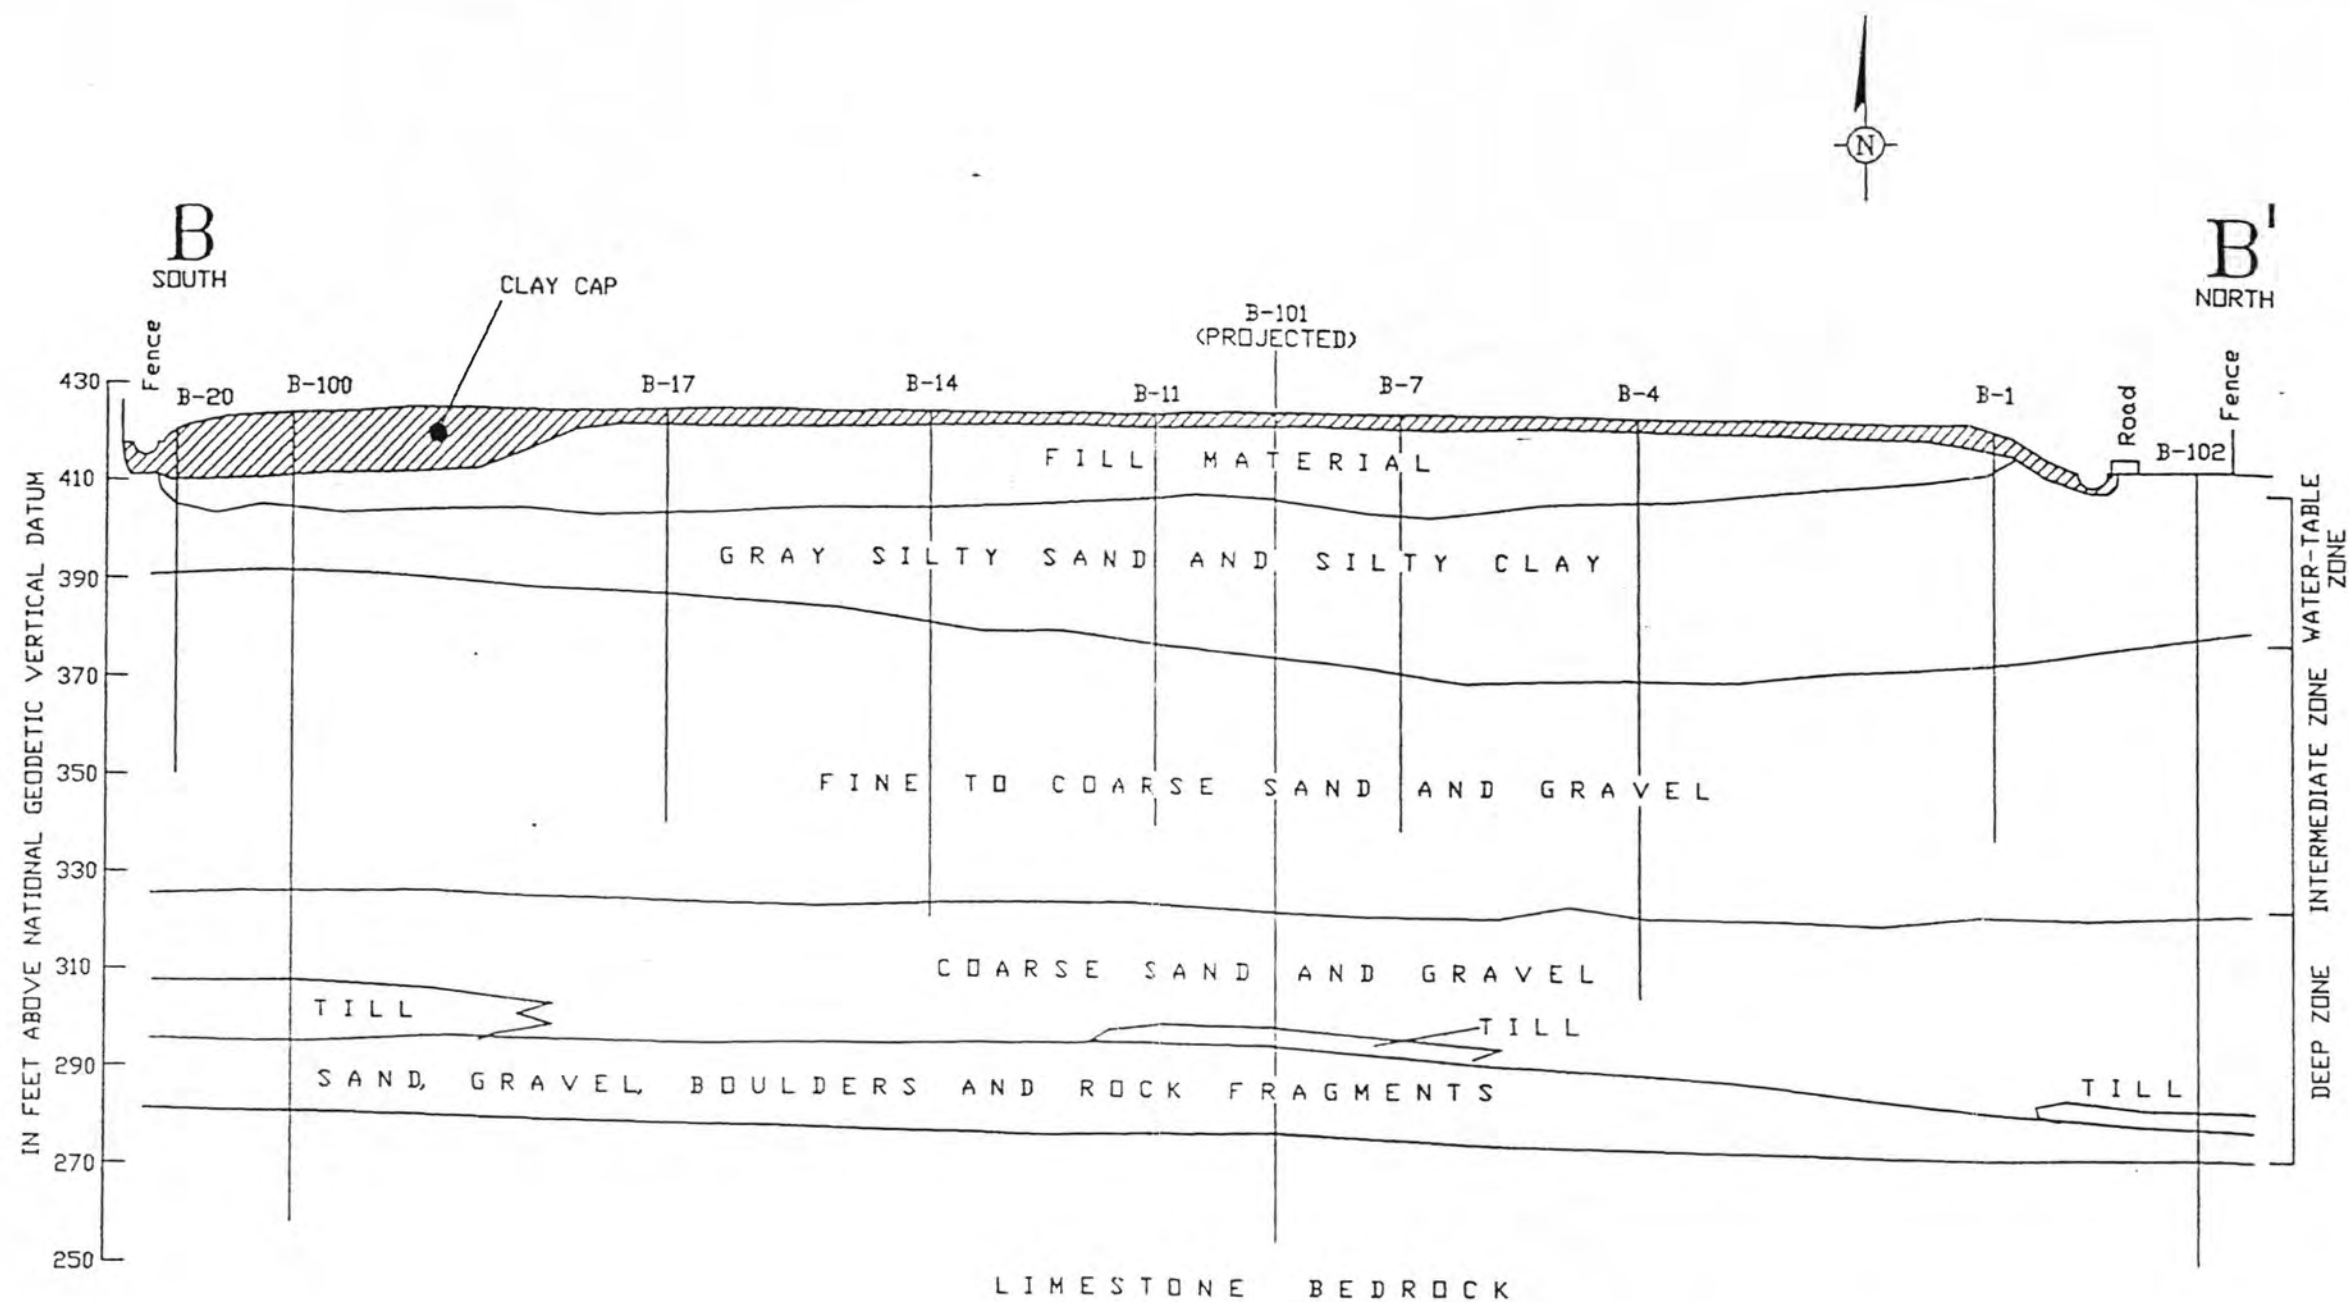 N
B
SOUTH
B'
NORTH
CLAY CAP
B-101
(PROJECTED)
Fence
B-20
B-100
B-17
B-14
B-11
B-7
B-4
B-1
Road
B-102
Fence
430
410
390
370
350
330
310
290
270
250
IN FEET ABOVE NATIONAL GEODETIC VERTICAL DATUM
FILL MATERIAL
GRAY SILTY SAND AND SILTY CLAY
FINE TO COARSE SAND AND GRAVEL
COARSE SAND AND GRAVEL
TILL
TILL
SAND, GRAVEL, BOULDERS AND ROCK FRAGMENTS
TILL
LIMESTONE BEDROCK
WATER-TABLE
ZONE
INTERMEDIATE ZONE
DEEP ZONE